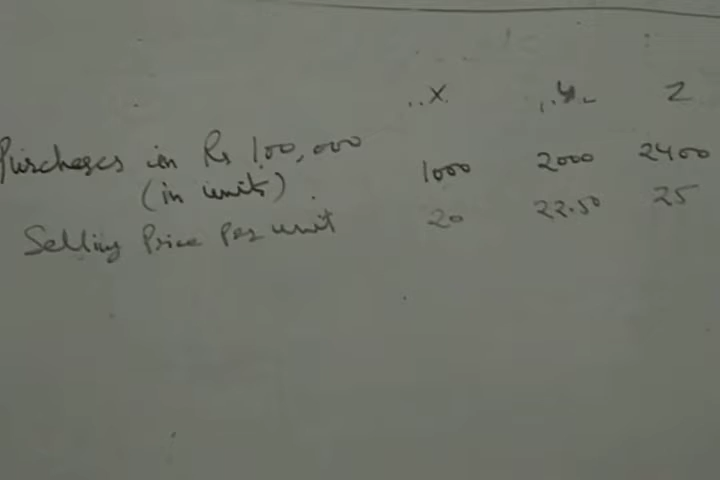 X Y Z
Purchases in Rs 100,000 1000 2000 2400
(in units)
Selling Price per unit 20 22.50 25